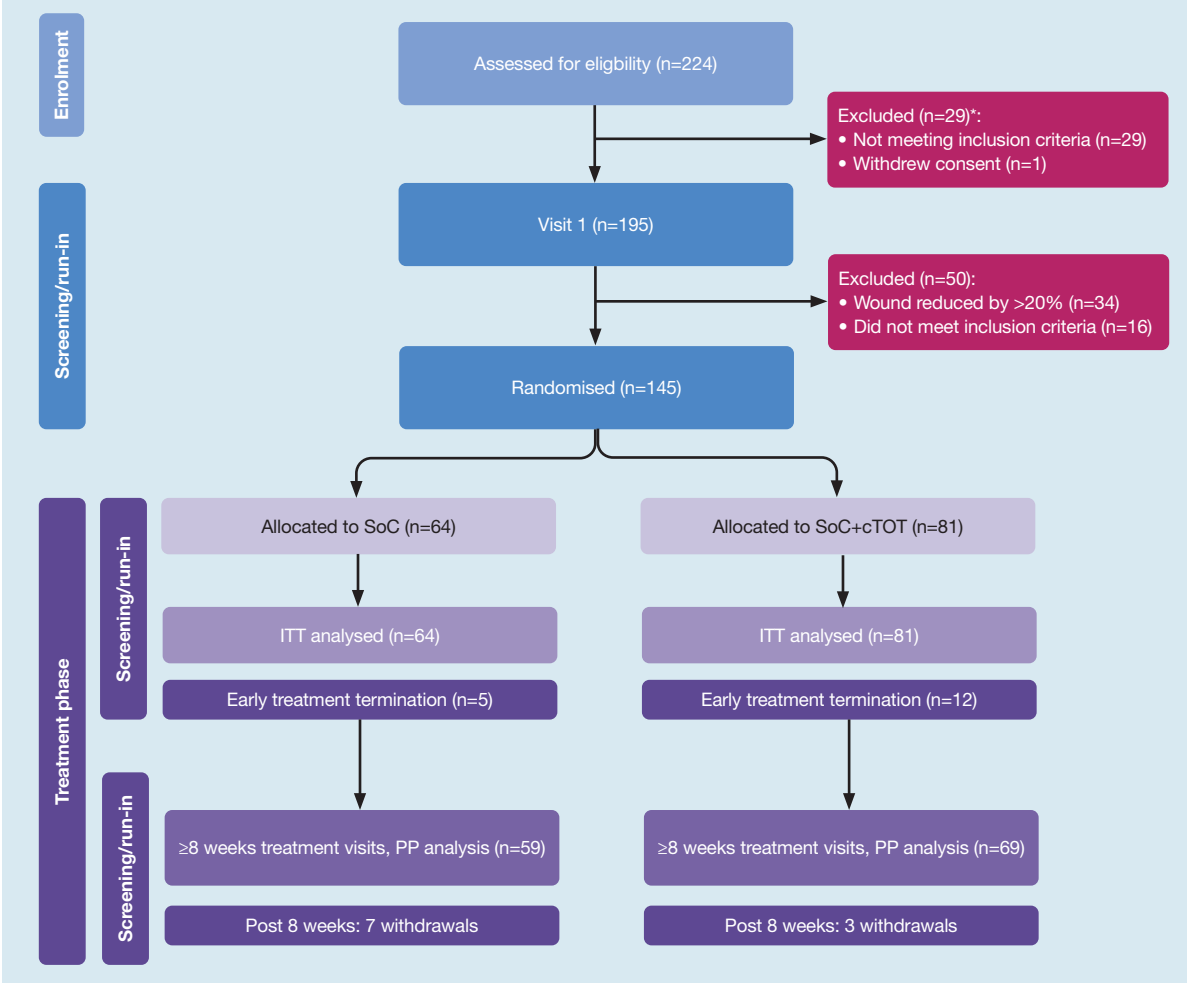 Enrolment
Assessed for eligbility (n=224)
Excluded (n=29)*:
• Not meeting inclusion criteria (n=29)
• Withdrew consent (n=1)
Screening/run-in
Visit 1 (n=195)
Excluded (n=50):
• Wound reduced by >20% (n=34)
• Did not meet inclusion criteria (n=16)
Randomised (n=145)
Treatment phase
Screening/run-in
Allocated to SoC (n=64)
Allocated to SoC+cTOT (n=81)
ITT analysed (n=64)
ITT analysed (n=81)
Early treatment termination (n=5)
Early treatment termination (n=12)
Screening/run-in
≥8 weeks treatment visits, PP analysis (n=59)
≥8 weeks treatment visits, PP analysis (n=69)
Post 8 weeks: 7 withdrawals
Post 8 weeks: 3 withdrawals